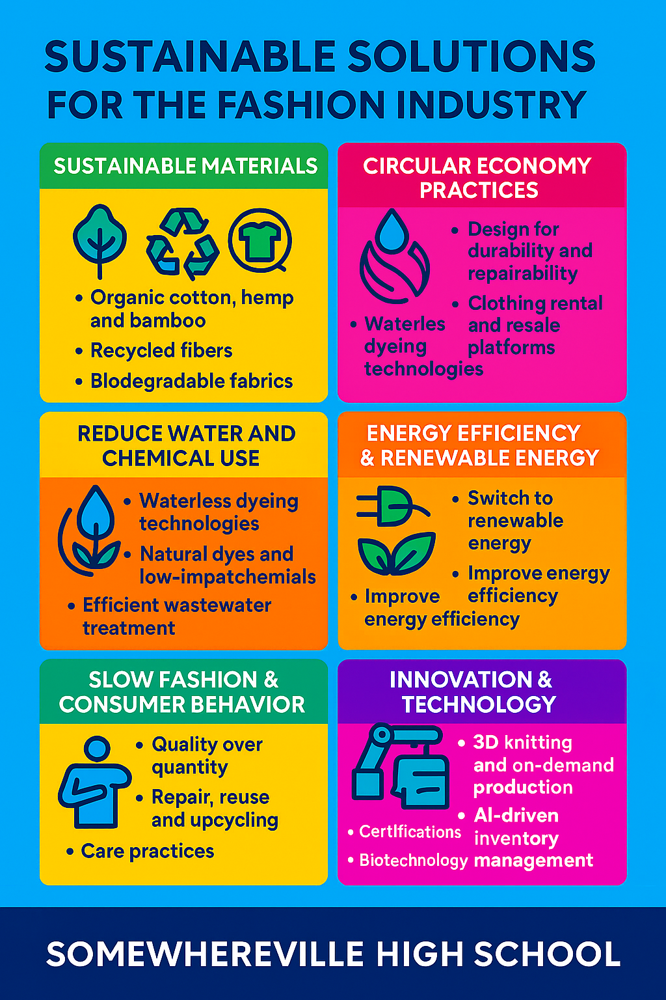 SUSTAINABLE SOLUTIONS
FOR THE FASHION INDUSTRY
SUSTAINABLE MATERIALS
• Organic cotton, hemp
and bamboo
• Recycled fibers
• Blodegradable fabrics
CIRCULAR ECONOMY
PRACTICES
• Design for
durability and
repairability
• Clothing rental
and resale
platforms
• Waterles
dyeing
technologies
REDUCE WATER AND
CHEMICAL USE
• Waterless dyeing
technologies
• Natural dyes and
low-impatchemials
• Efficient wastewater
treatment
ENERGY EFFICIENCY
& RENEWABLE ENERGY
• Switch to
renewable
energy
• Improve energy
efficiency
• Improve
energy efficiency
SLOW FASHION &
CONSUMER BEHAVIOR
• Quality over
quantity
• Repair, reuse
and upcycling
• Care practices
INNOVATION &
TECHNOLOGY
• 3D knitting
and on-demand
production
• AI-driven
inventory
management
• Certlfications
• Biotechnology
SOMEWHEREVILLE HIGH SCHOOL